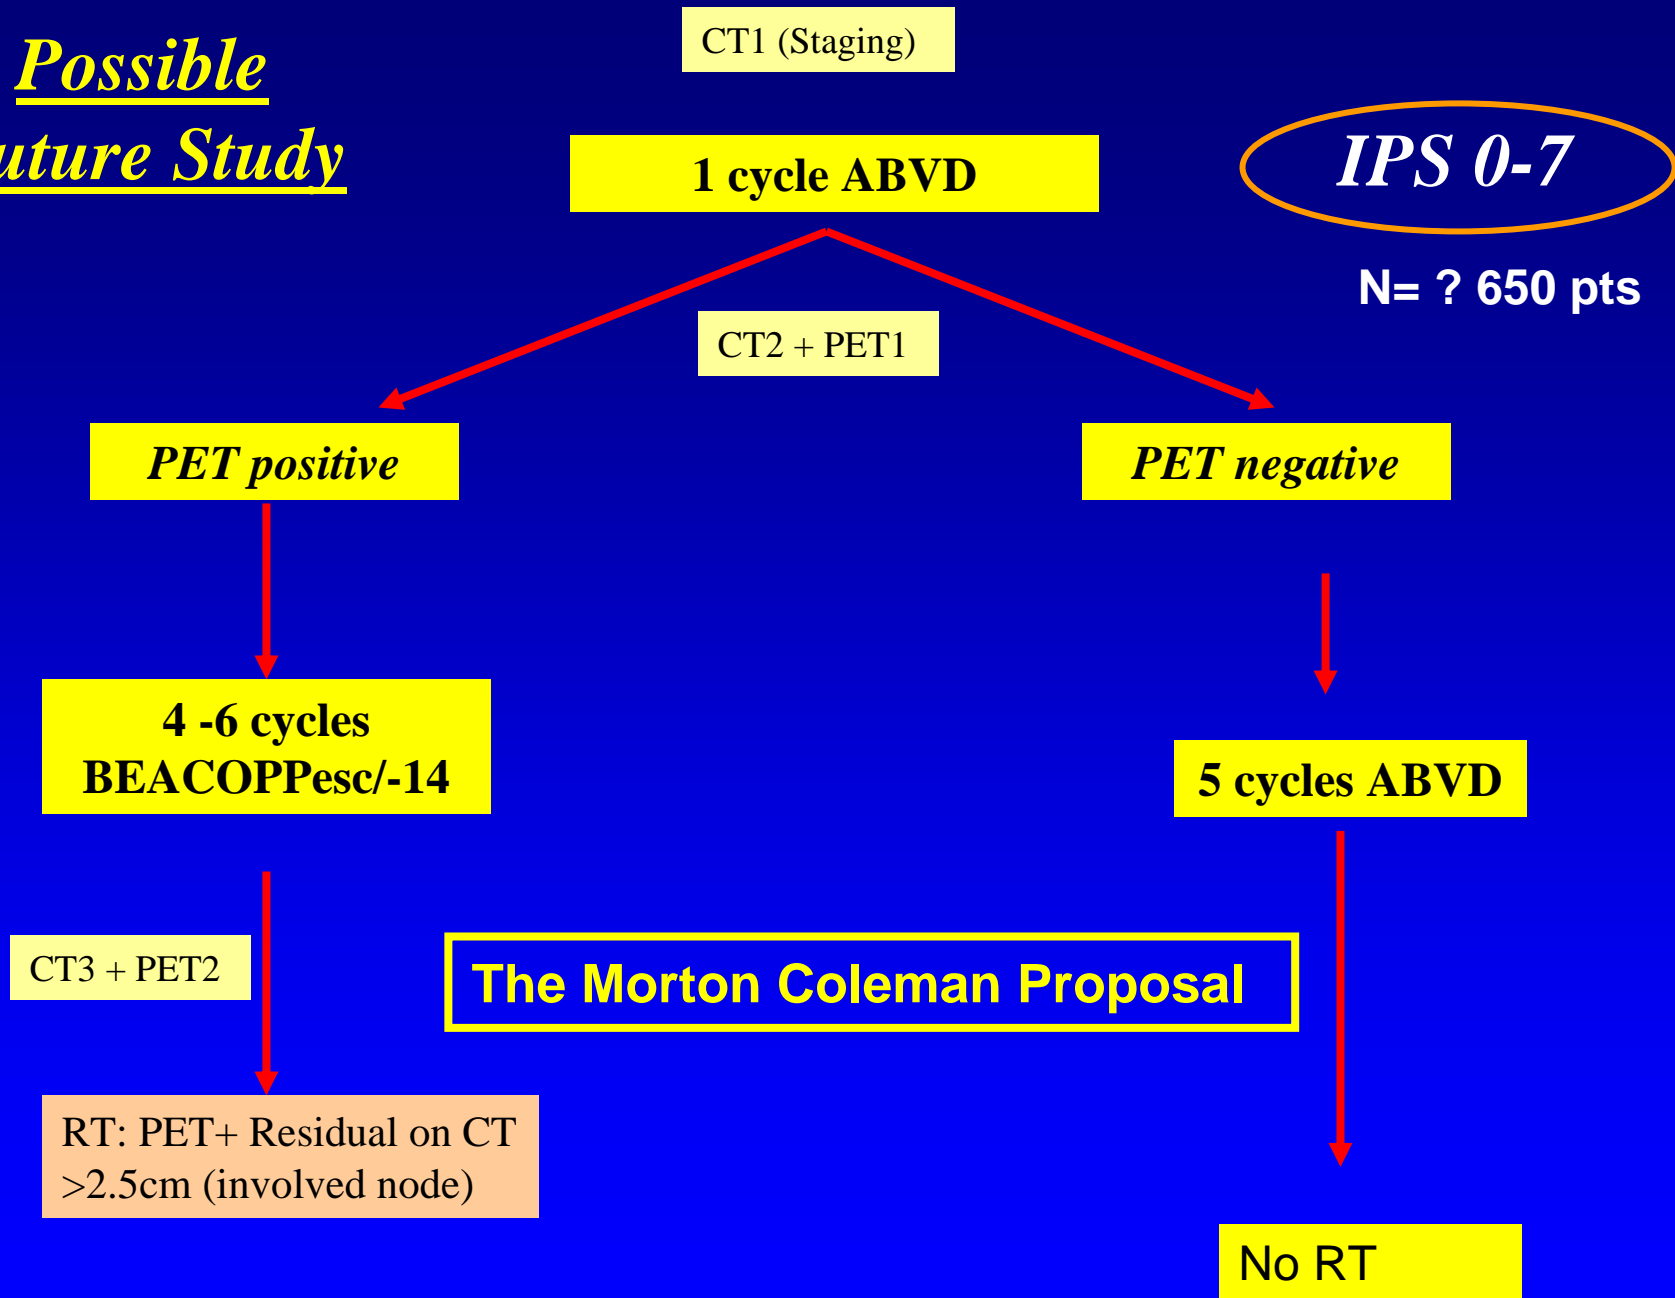 Possible
uture Study
CT1 (Staging)
1 cycle ABVD
IPS 0-7
N= ? 650 pts
CT2 + PET1
PET positive
PET negative
4 -6 cycles
BEACOPPesc/-14
5 cycles ABVD
CT3 + PET2
The Morton Coleman Proposal
RT: PET+ Residual on CT
>2.5cm (involved node)
No RT